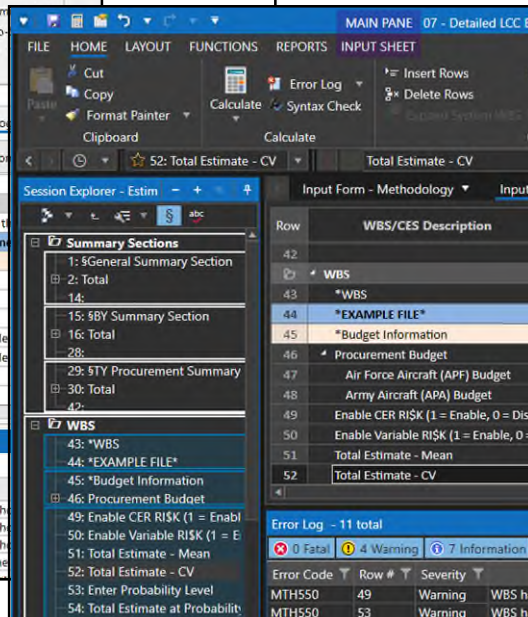 MAIN PANE 07 - Detailed LCC E
FILE HOME LAYOUT FUNCTIONS REPORTS INPUT SHEET
Paste
Cut
Copy
Format Painter
Clipboard
Calculate
Error Log
Syntax Check
Calculate
Insert Rows
Delete Rows
Expand Section WBS
52: Total Estimate - CV
Total Estimate - CV
Session Explorer - Estim
§ abc
Summary Sections
1: §General Summary Section
2: Total
14:
15: §BY Summary Section
16: Total
28:
29: §TY Procurement Summary
30: Total
42:
WBS
43: *WBS
44: *EXAMPLE FILE*
45: *Budget Information
46: Procurement Budget
49: Enable CER RI$K (1 = Enabl
50: Enable Variable RI$K (1 = E
51: Total Estimate - Mean
52: Total Estimate - CV
53: Enter Probability Level
54: Total Estimate at Probability
Input Form - Methodology Input
Row WBS/CES Description
42
WBS
43 *WBS
44 *EXAMPLE FILE*
45 *Budget Information
46 Procurement Budget
47 Air Force Aircraft (APF) Budget
48 Army Aircraft (APA) Budget
49 Enable CER RI$K (1 = Enable, 0 = Dis
50 Enable Variable RI$K (1 = Enable, 0 =
51 Total Estimate - Mean
52 Total Estimate - CV
Error Log - 11 total
0 Fatal 4 Warning 7 Information
Error Code Row # Severity
MTH550 49 Warning WBS h
MTH550 53 Warning WBS h